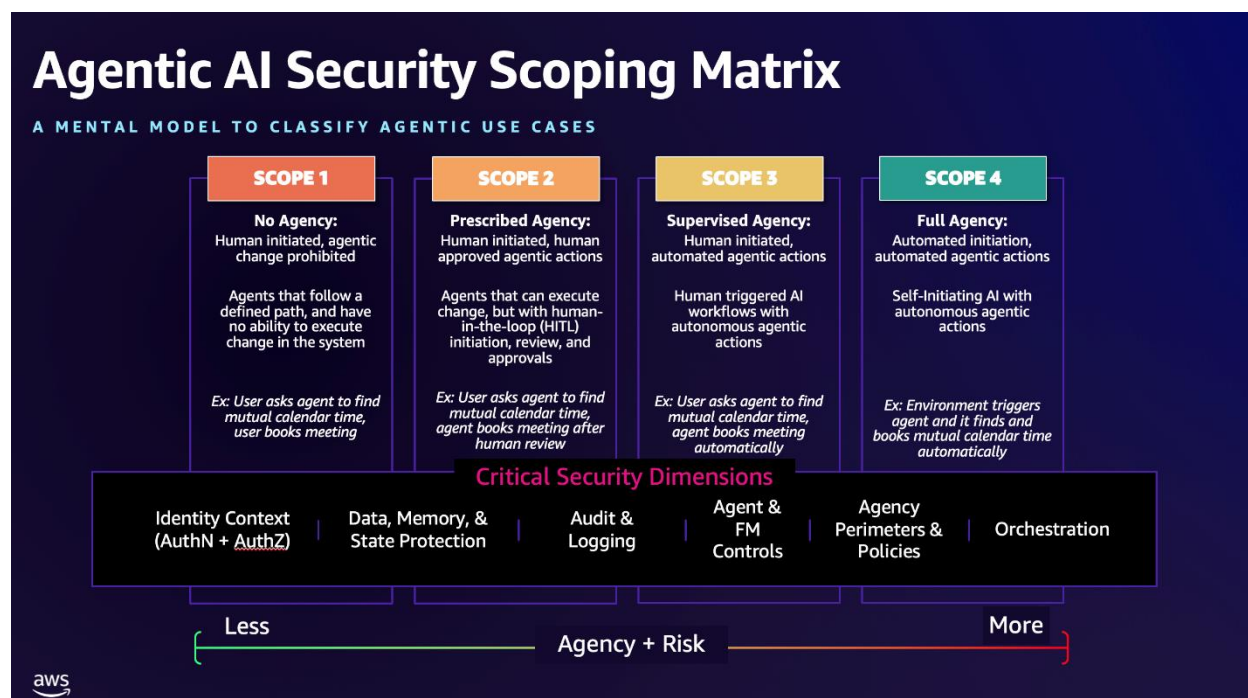 Agentic AI Security Scoping Matrix
A MENTAL MODEL TO CLASSIFY AGENTIC USE CASES
SCOPE 1
No Agency:
Human initiated, agentic
change prohibited
Agents that follow a
defined path, and have
no ability to execute
change in the system
Ex: User asks agent to find
mutual calendar time,
user books meeting
SCOPE 2
Prescribed Agency:
Human initiated, human
approved agentic actions
Agents that can execute
change, but with human-
in-the-loop (HITL)
initiation, review, and
approvals
Ex: User asks agent to find
mutual calendar time,
agent books meeting after
human review
SCOPE 3
Supervised Agency:
Human initiated,
automated agentic actions
Human triggered AI
workflows with
autonomous agentic
actions
Ex: User asks agent to find
mutual calendar time,
agent books meeting
automatically
SCOPE 4
Full Agency:
Automated initiation,
automated agentic actions
Self-Initiating AI with
autonomous agentic
actions
Ex: Environment triggers
agent and it finds and
books mutual calendar time
automatically
Critical Security Dimensions
Identity Context
(AuthN + AuthZ)
Data, Memory, &
State Protection
Audit &
Logging
Agent &
FM
Controls
Agency
Perimeters &
Policies
Orchestration
Less
Agency + Risk
More
aws